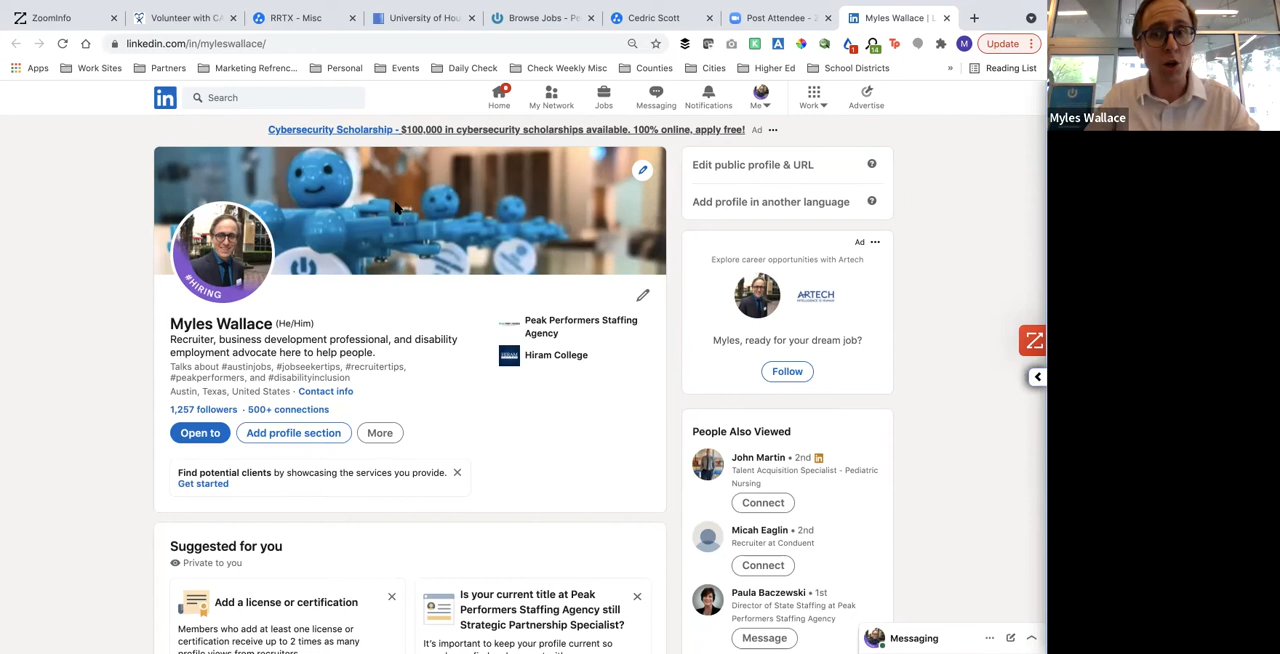 ZoomInfo
Volunteer with CA
RRTX - Misc
University of Hou
Browse Jobs - Pe
Cedric Scott
Post Attendee - 2
Myles Wallace | L
linkedin.com/in/myleswallace/
Update
Apps
Work Sites
Partners
Marketing Refrenc...
Personal
Events
Daily Check
Check Weekly Misc
Counties
Cities
Higher Ed
School Districts
»
Reading List
in
Search
Home
My Network
Jobs
Messaging
Notifications
Me
Work
Advertise
Myles Wallace
Cybersecurity Scholarship - $100,000 in cybersecurity scholarships available. 100% online, apply free! Ad
#HIRING
Myles Wallace (He/Him)
Recruiter, business development professional, and disability
employment advocate here to help people.
Talks about #austinjobs, #jobseekertips, #recruitertips,
#peakperformers, and #disabilityinclusion
Austin, Texas, United States · Contact info
1,257 followers · 500+ connections
Open to
Add profile section
More
Find potential clients by showcasing the services you provide.
Get started
Peak Performers Staffing
Agency
HIRAM
Hiram College
Edit public profile & URL
Add profile in another language
Ad
Explore career opportunities with Artech
ARTECH
Myles, ready for your dream job?
Follow
People Also Viewed
John Martin • 2nd
Talent Acquisition Specialist - Pediatric
Nursing
Connect
Micah Eaglin • 2nd
Recruiter at Conduent
Connect
Paula Baczewski • 1st
Director of State Staffing at Peak
Performers Staffing Agency
Message
Suggested for you
Private to you
Add a license or certification
Members who add at least one license or
certification receive up to 2 times as many
profile views from recruiters.
Is your current title at Peak
Performers Staffing Agency still
Strategic Partnership Specialist?
It's important to keep your profile current so
Messaging